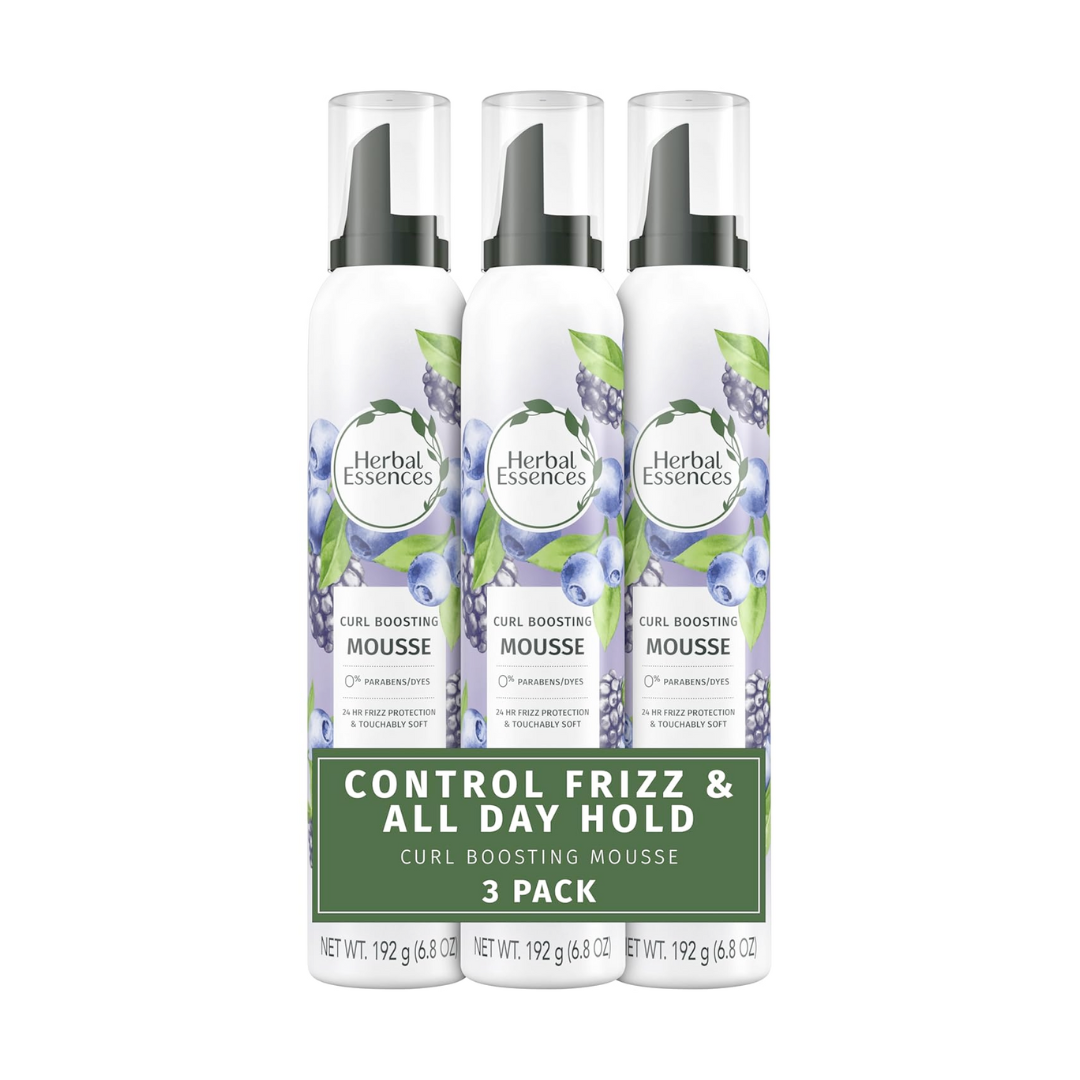 Herbal
Essences
CURL BOOSTING
MOUSSE
0% PARABENS/DYES
24 HR FRIZZ PROTECTION
& TOUCHABLY SOFT
Herbal
Essences
CURL BOOSTING
MOUSSE
0% PARABENS/DYES
24 HR FRIZZ PROTECTION
& TOUCHABLY SOFT
Herbal
Essences
CURL BOOSTING
MOUSSE
0% PARABENS/DYES
24 HR FRIZZ PROTECTION
& TOUCHABLY SOFT
CONTROL FRIZZ &
ALL DAY HOLD
CURL BOOSTING MOUSSE
3 PACK
NET WT. 192 g (6.8 OZ)
NET WT. 192 g (6.8 OZ)
ET WT. 192 g (6.8 OZ)